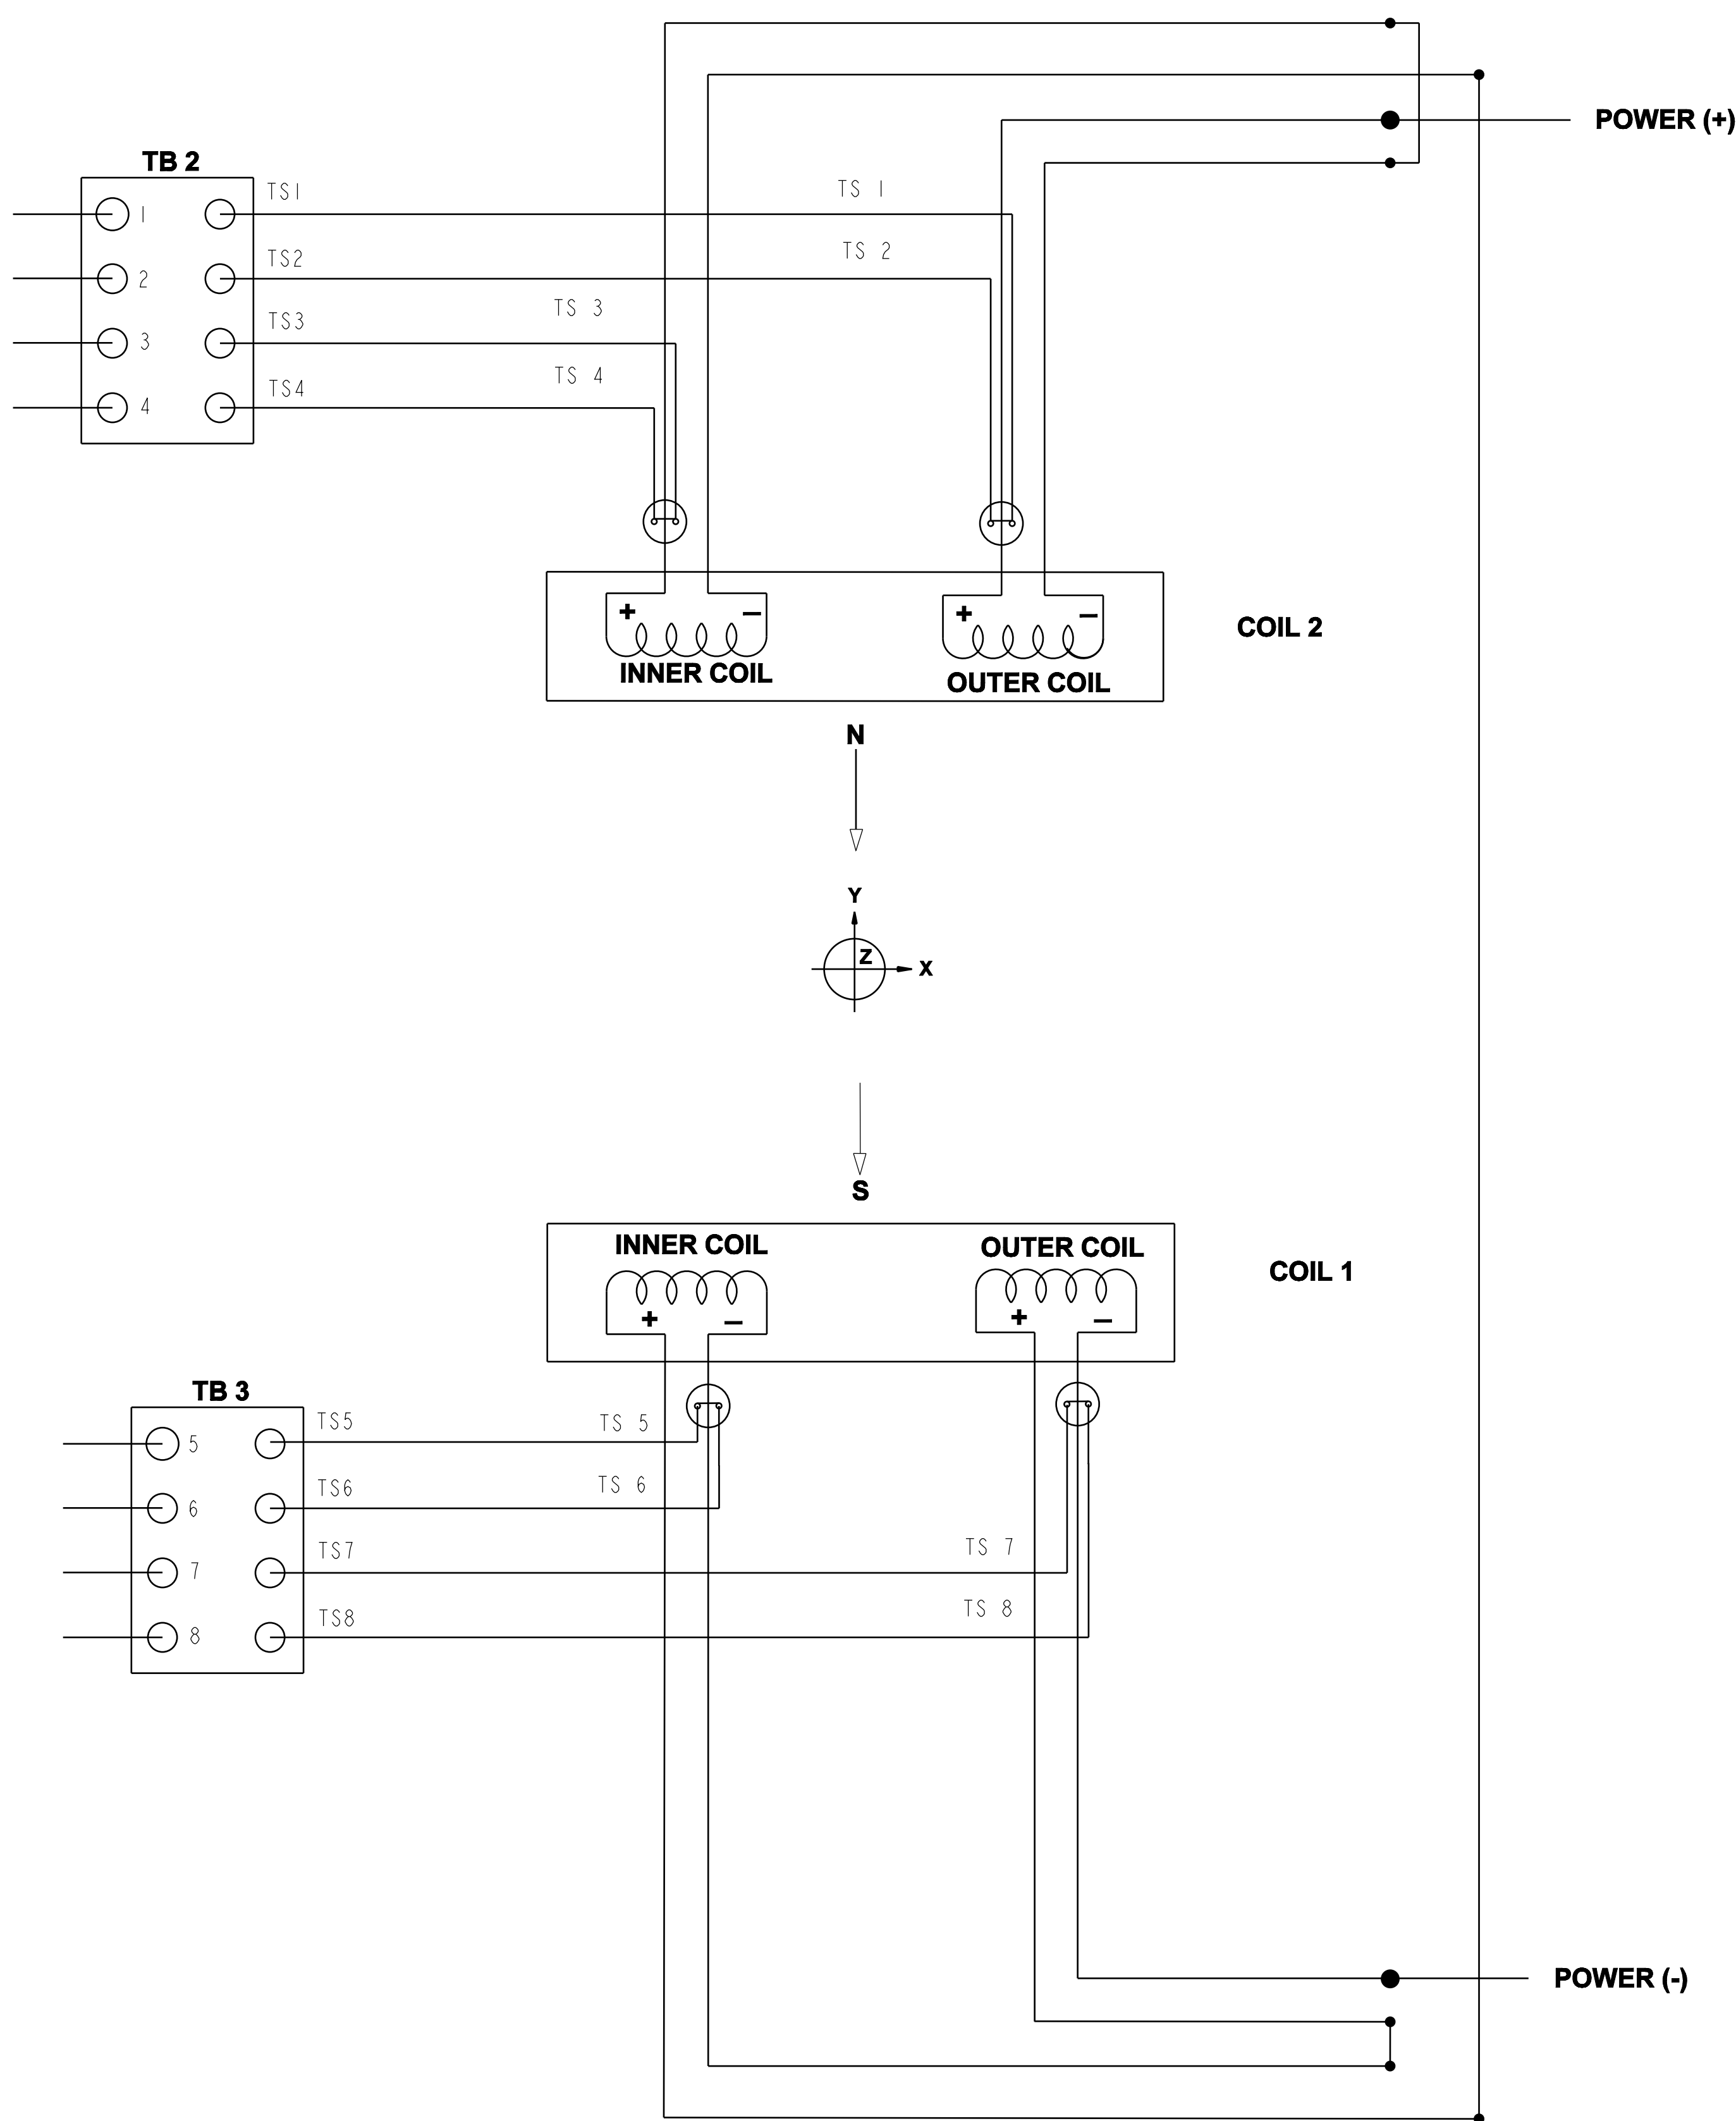 POWER (+)
TB 2
TS1 TS 1
1
TS2 TS 2
2
TS3 TS 3
3
TS4 TS 4
4
+ – + –
INNER COIL OUTER COIL
COIL 2
N
Y
Z X
S
INNER COIL OUTER COIL
COIL 1
+ – + –
TB 3
TS5 TS 5
5
TS6 TS 6
6
TS7 TS 7
7
TS8 TS 8
8
POWER (-)